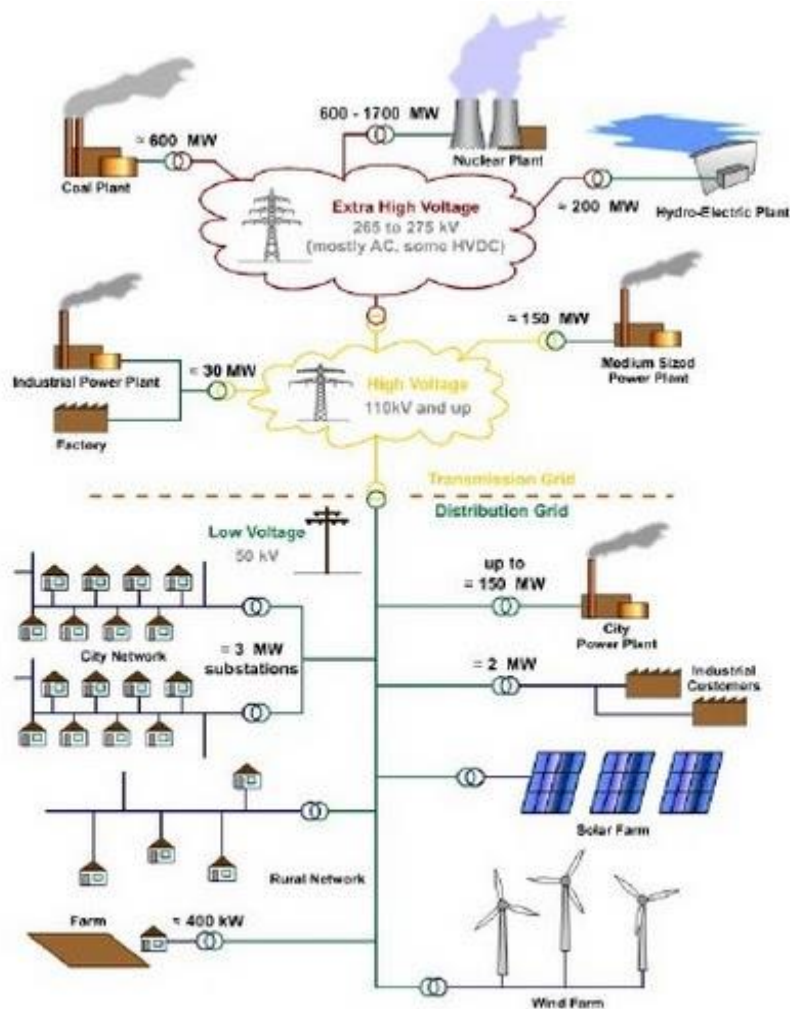 ≈ 600 MW
Coal Plant
600 - 1700 MW
Nuclear Plant
≈ 200 MW
Hydro-Electric Plant
Extra High Voltage
265 to 275 kV
(mostly AC, some HVDC)
≈ 150 MW
Medium Sized
Power Plant
Industrial Power Plant
≈ 30 MW
Factory
High Voltage
110kV and up
Transmission Grid
Distribution Grid
Low Voltage
50 kV
up to
≈ 150 MW
City
Power Plant
City Network
≈ 3 MW
substations
≈ 2 MW
Industrial
Customers
Solar Farm
Rural Network
Farm
≈ 400 kW
Wind Farm